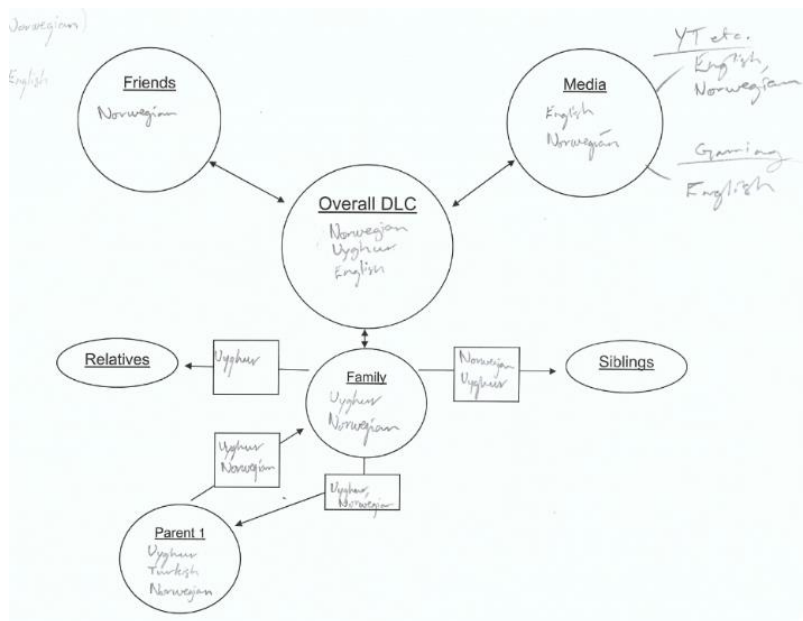 Norwegian)
English
Friends
Norwegian
Media
English
Norwegian
YT etc.
English,
Norwegian
Gaming
English
Overall DLC
Norwegian
Uyghur
English
Relatives
Uyghur
Family
Uyghur
Norwegian
Norwegian
Uyghur
Siblings
Uyghur
Norwegian
Uyghur,
Norwegian
Parent 1
Uyghur
Turkish
Norwegian